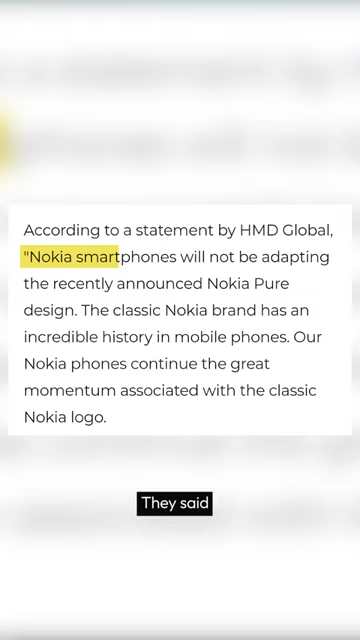 According to a statement by HMD Global,
"Nokia smartphones will not be adapting
the recently announced Nokia Pure
design. The classic Nokia brand has an
incredible history in mobile phones. Our
Nokia phones continue the great
momentum associated with the classic
Nokia logo.
They said